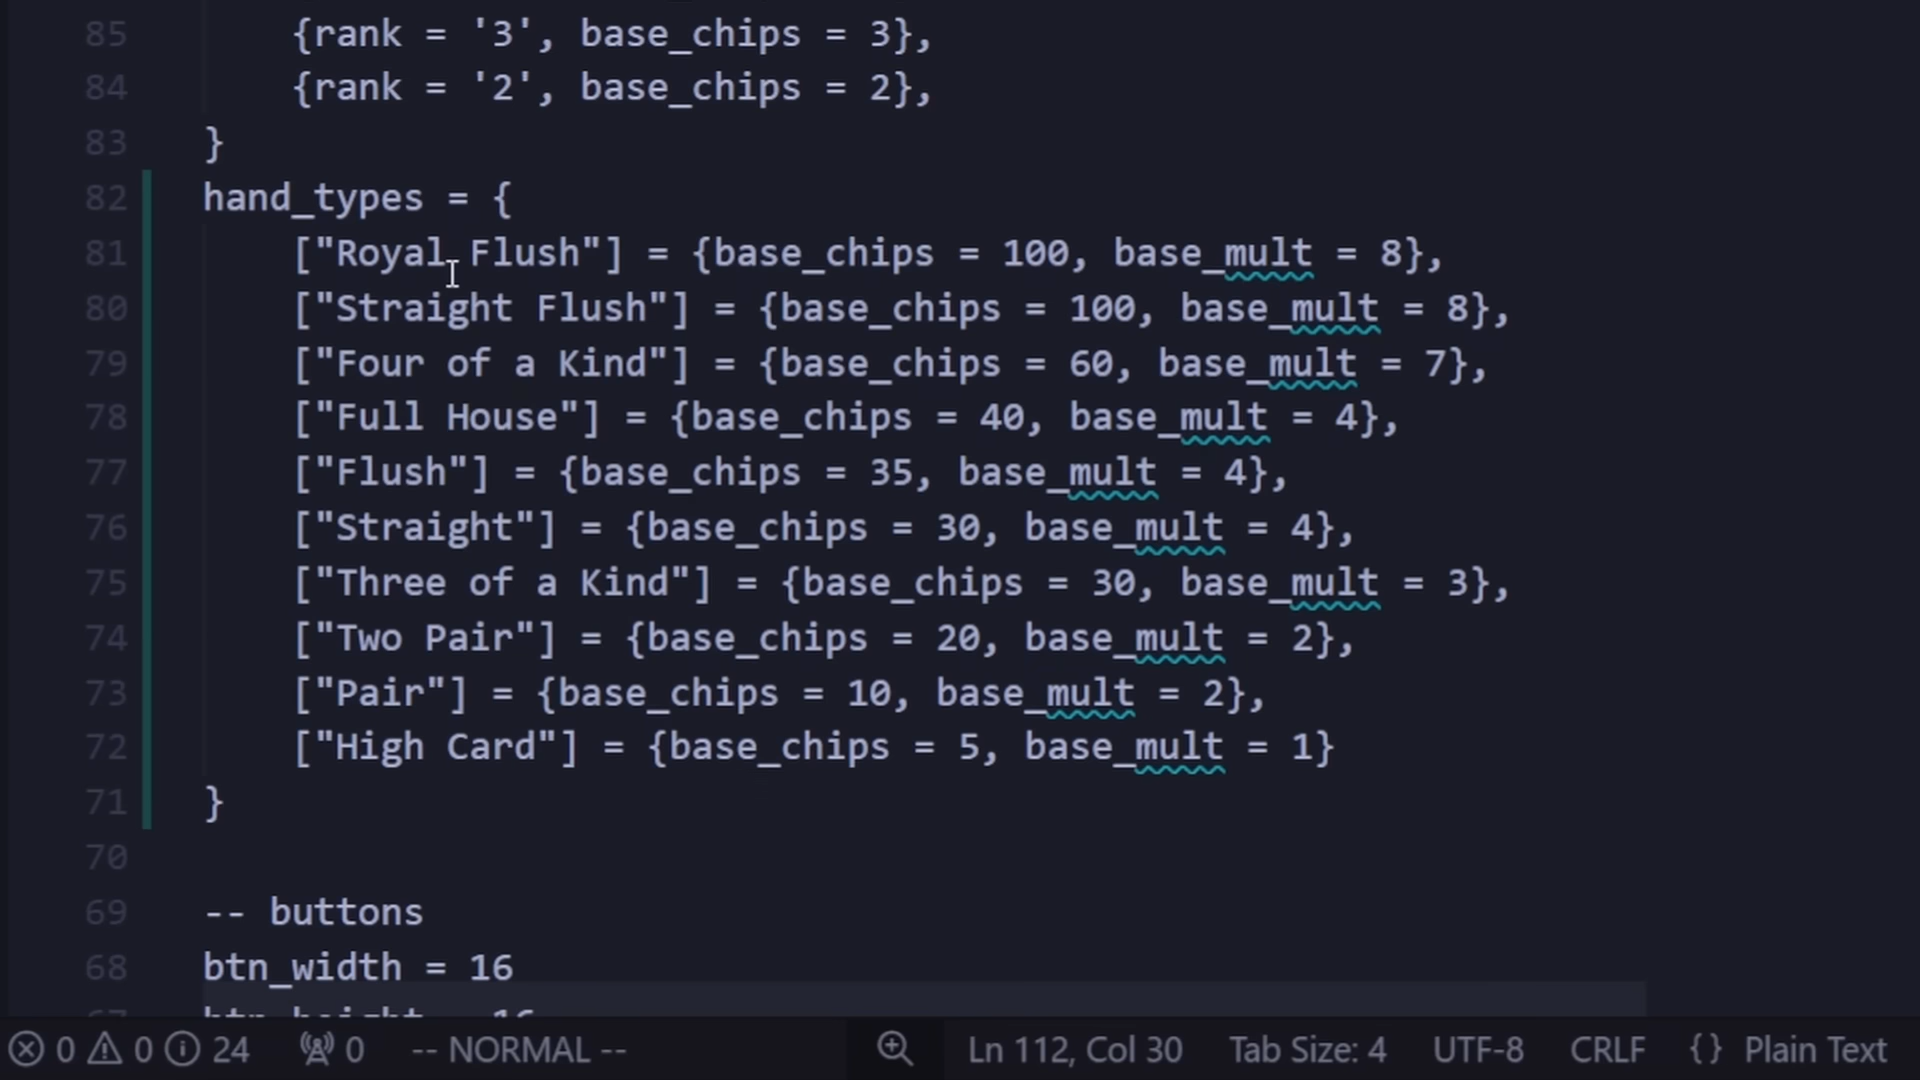 85 {rank = '3', base_chips = 3},
84 {rank = '2', base_chips = 2},
83 }
82 hand_types = {
81 ["Royal Flush"] = {base_chips = 100, base_mult = 8},
80 ["Straight Flush"] = {base_chips = 100, base_mult = 8},
79 ["Four of a Kind"] = {base_chips = 60, base_mult = 7},
78 ["Full House"] = {base_chips = 40, base_mult = 4},
77 ["Flush"] = {base_chips = 35, base_mult = 4},
76 ["Straight"] = {base_chips = 30, base_mult = 4},
75 ["Three of a Kind"] = {base_chips = 30, base_mult = 3},
74 ["Two Pair"] = {base_chips = 20, base_mult = 2},
73 ["Pair"] = {base_chips = 10, base_mult = 2},
72 ["High Card"] = {base_chips = 5, base_mult = 1}
71 }
70
69 -- buttons
68 btn_width = 16
0 0 24 0 -- NORMAL -- Ln 112, Col 30 Tab Size: 4 UTF-8 CRLF {} Plain Text